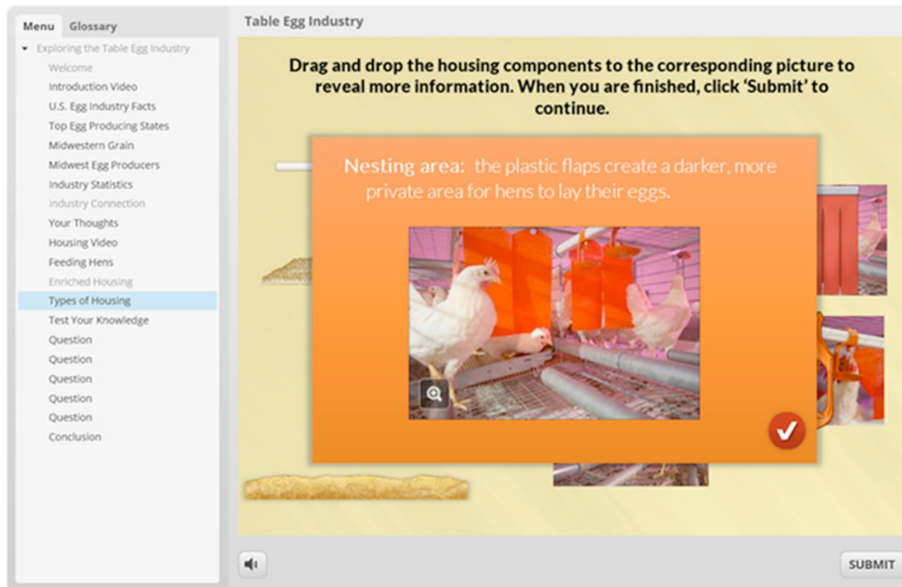 Menu
Glossary
Exploring the Table Egg Industry
Welcome
Introduction Video
U.S. Egg Industry Facts
Top Egg Producing States
Midwestern Grain
Midwest Egg Producers
Industry Statistics
Industry Connection
Your Thoughts
Housing Video
Feeding Hens
Enriched Housing
Types of Housing
Test Your Knowledge
Question
Question
Question
Question
Question
Conclusion
Table Egg Industry
Drag and drop the housing components to the corresponding picture to
reveal more information. When you are finished, click ‘Submit’ to
continue.
Nesting area: the plastic flaps create a darker, more
private area for hens to lay their eggs.
SUBMIT